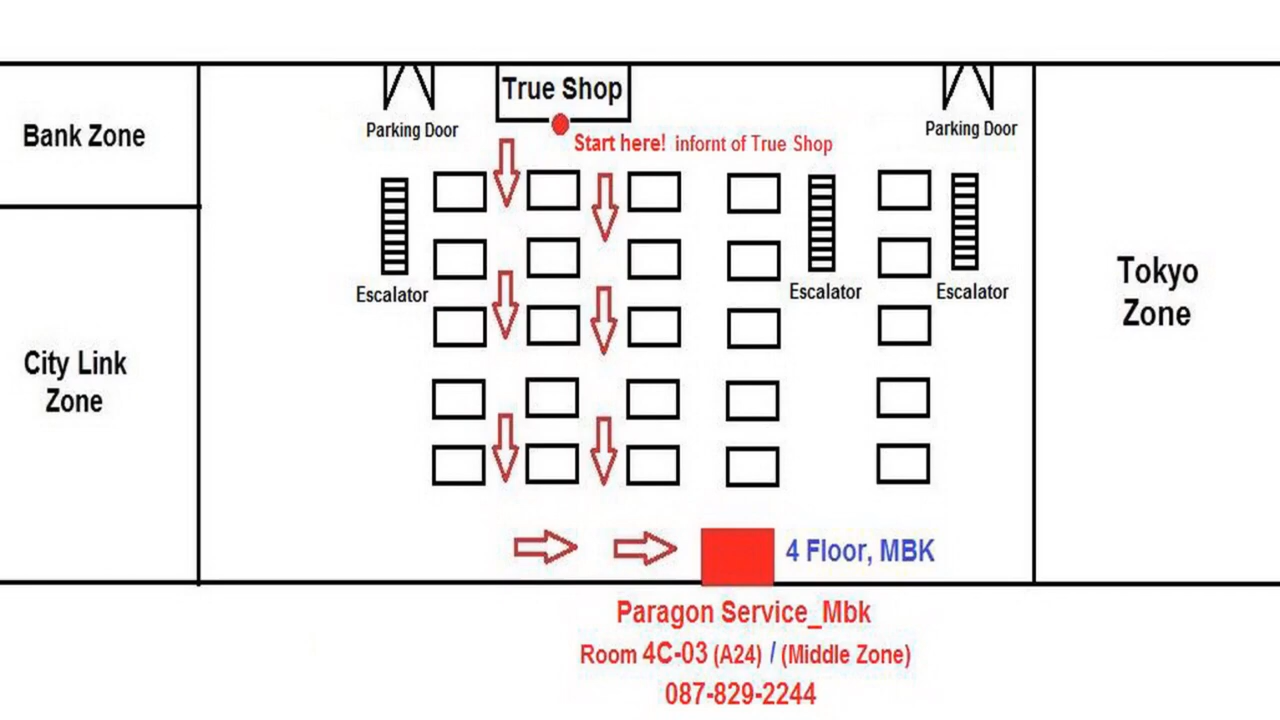 True Shop
Bank Zone
Parking Door
Parking Door
Start here! infornt of True Shop
Escalator
Escalator
Escalator
Tokyo
Zone
City Link
Zone
4 Floor, MBK
Paragon Service_Mbk
Room 4C-03 (A24) / (Middle Zone)
087-829-2244